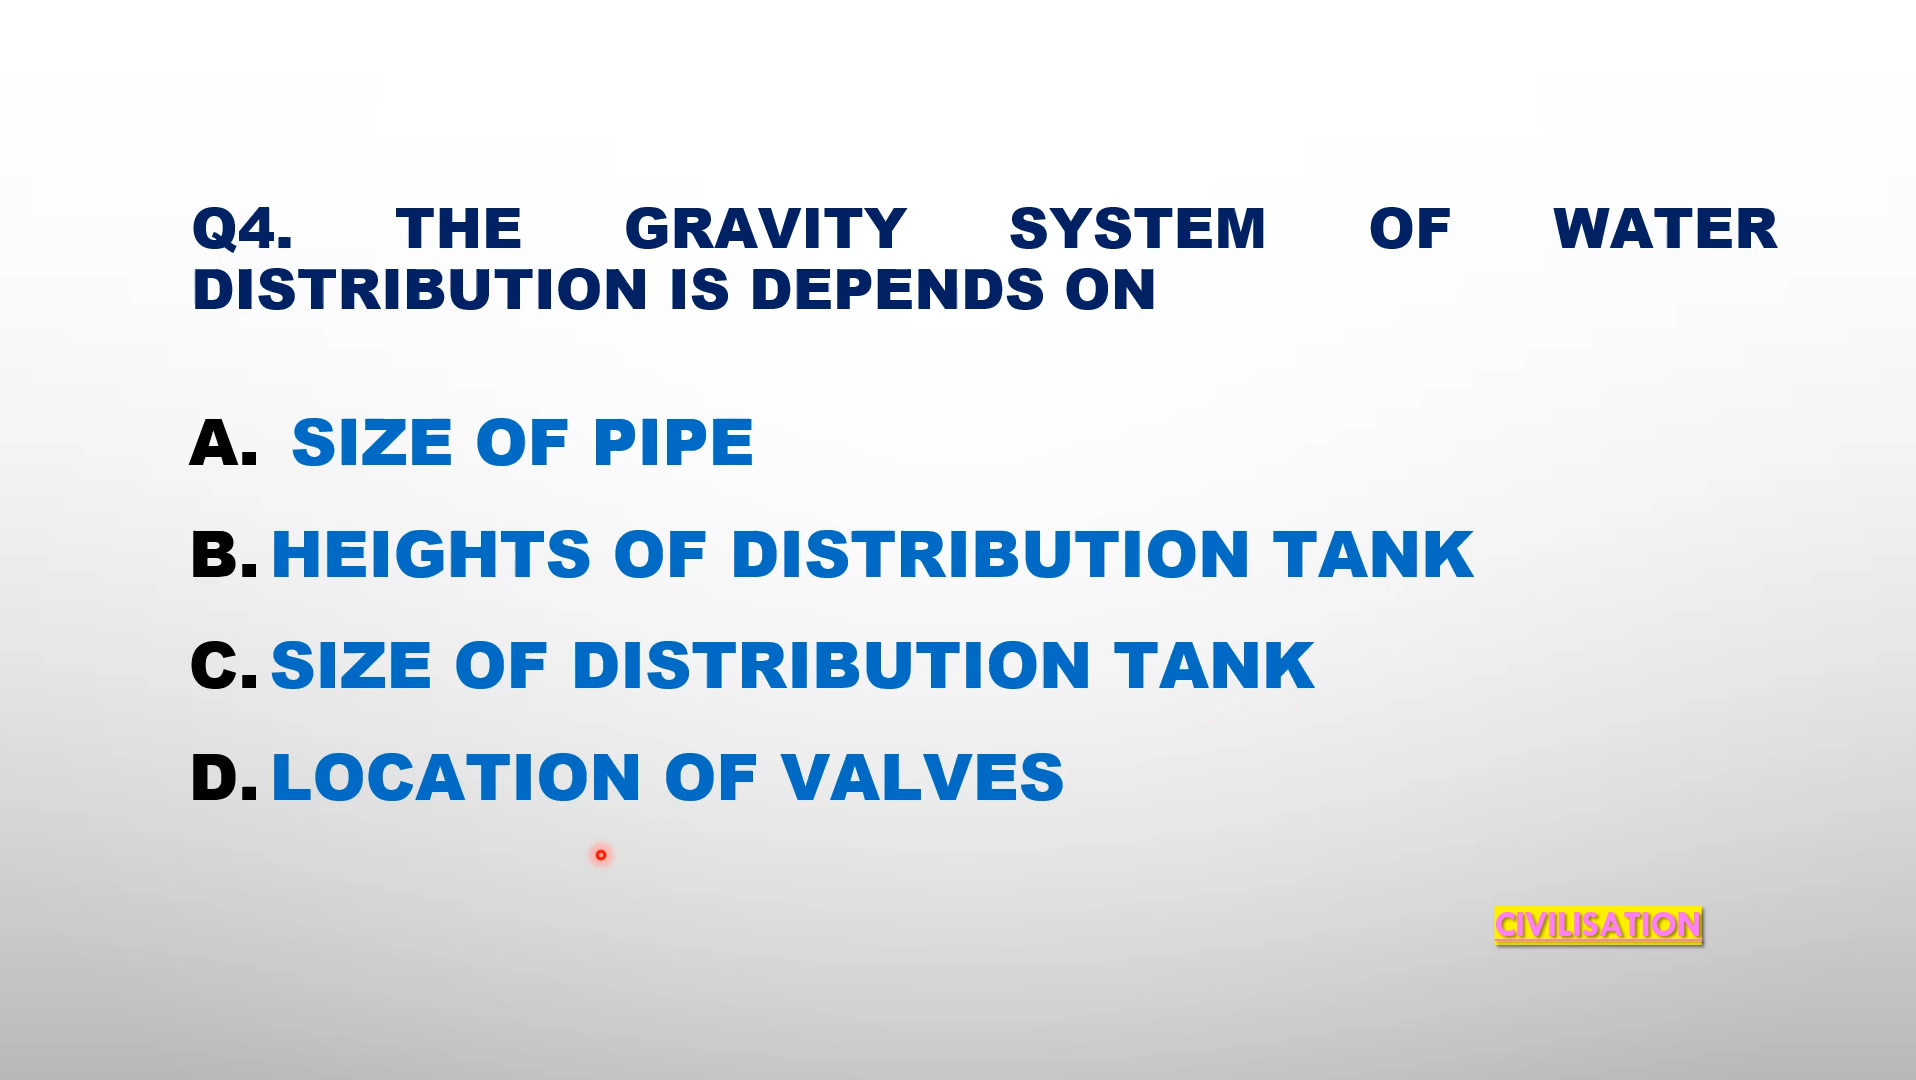 Q4. THE GRAVITY SYSTEM OF WATER
DISTRIBUTION IS DEPENDS ON
A. SIZE OF PIPE
B. HEIGHTS OF DISTRIBUTION TANK
C. SIZE OF DISTRIBUTION TANK
D. LOCATION OF VALVES
CIVILISATION